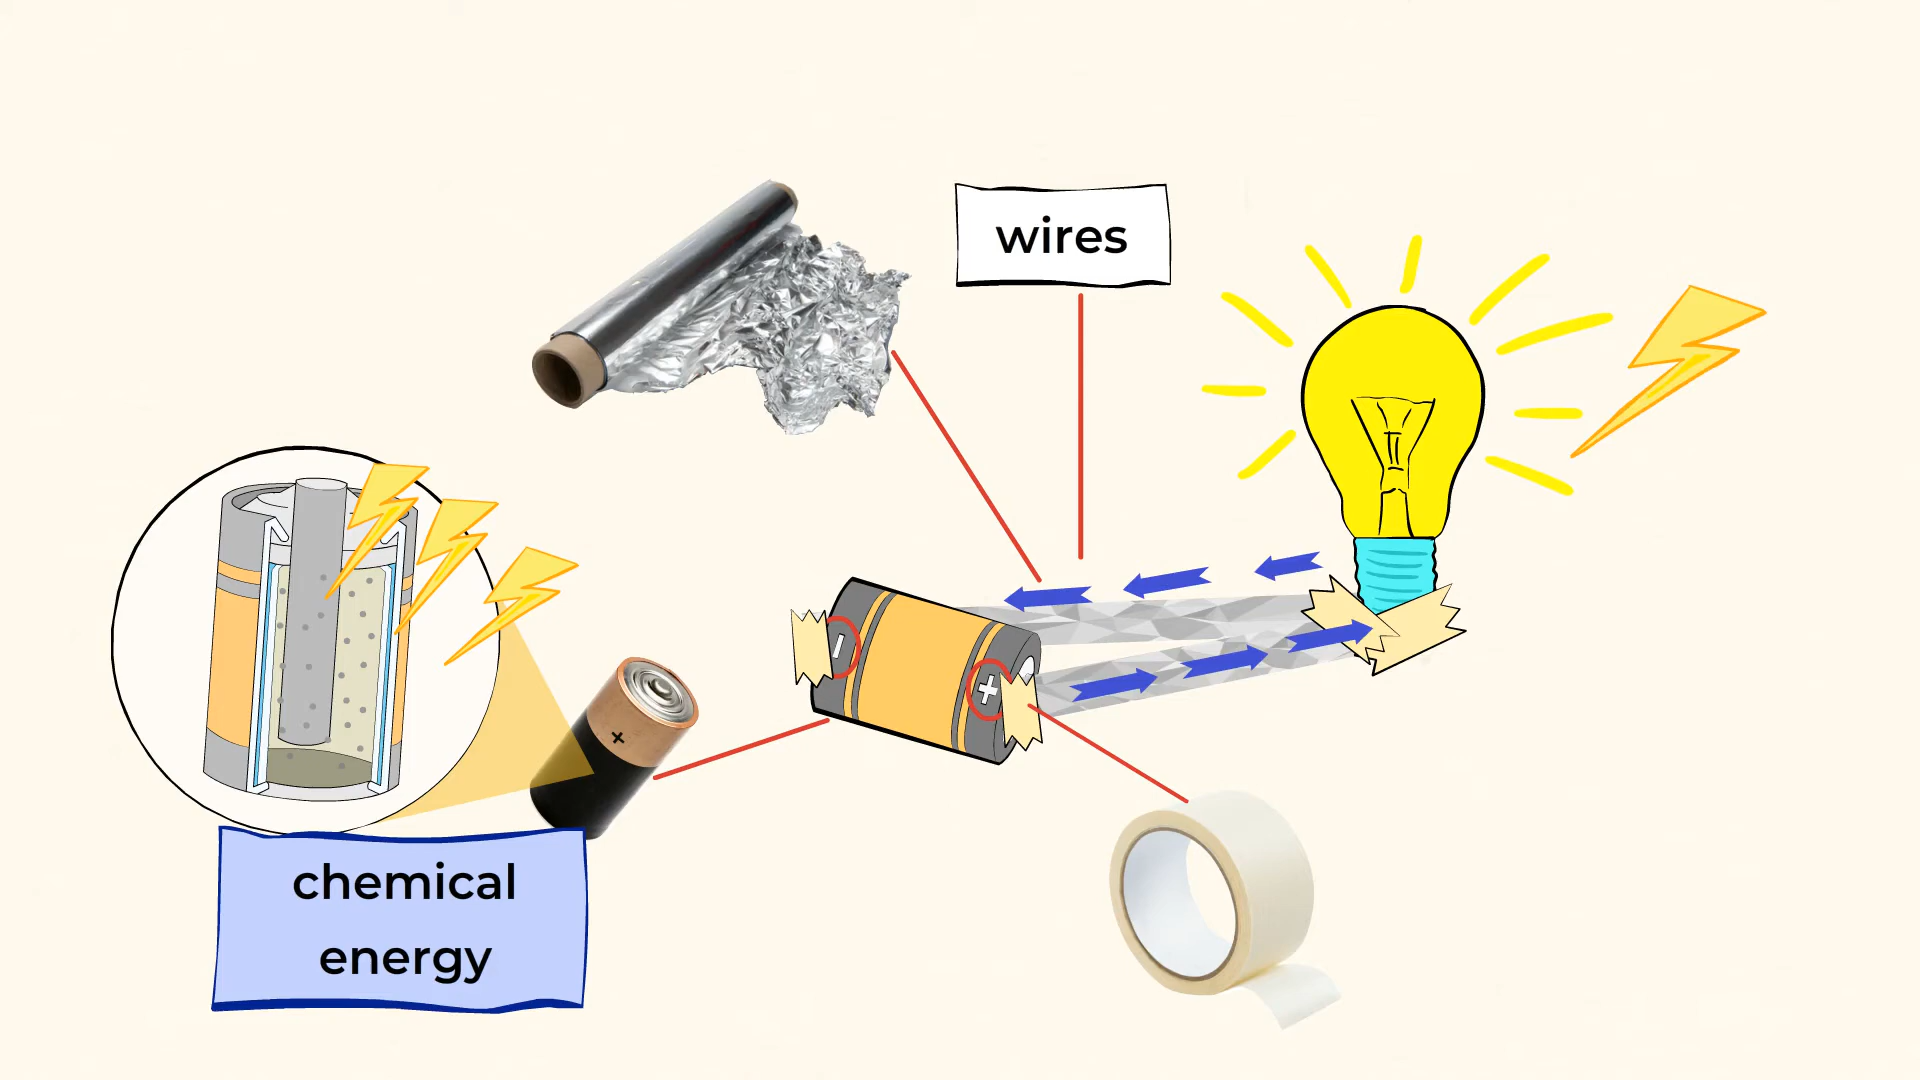 wires
chemical
energy
+
-
+